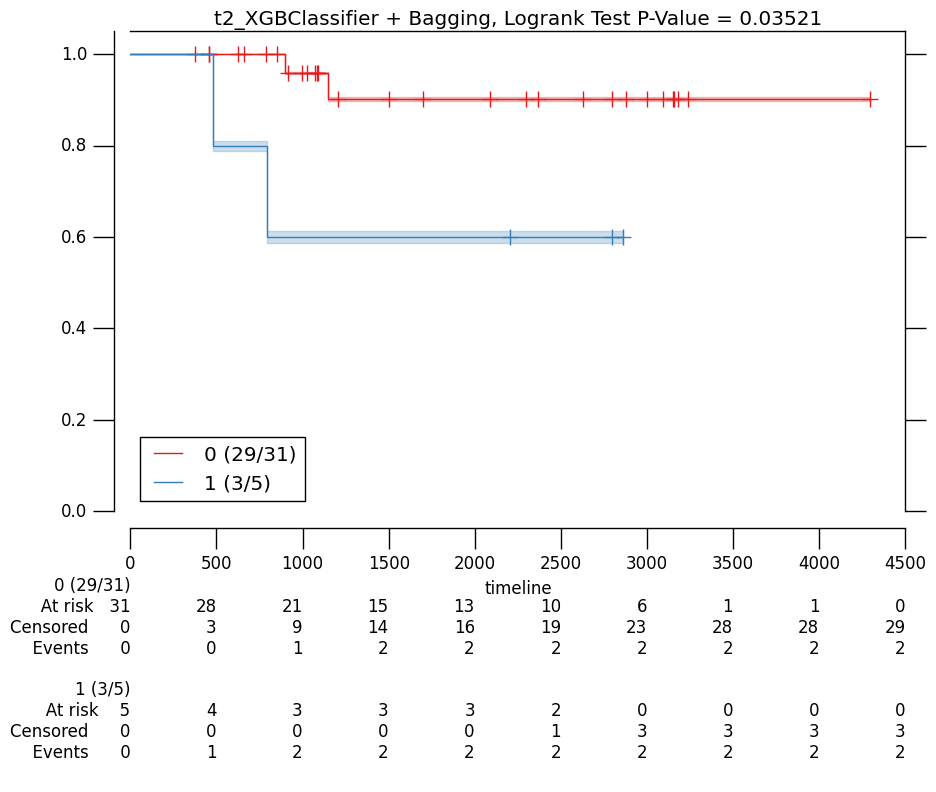 t2_XGBClassifier + Bagging, Logrank Test P-Value = 0.03521
1.0
0.8
0.6
0.4
0.2
0.0
0 (29/31)
1 (3/5)
0 500 1000 1500 2000 2500 3000 3500 4000 4500
timeline
0 (29/31)
At risk 31 28 21 15 13 10 6 1 1 0
Censored 0 3 9 14 16 19 23 28 28 29
Events 0 0 1 2 2 2 2 2 2 2
1 (3/5)
At risk 5 4 3 3 3 2 0 0 0 0
Censored 0 0 0 0 0 1 3 3 3 3
Events 0 1 2 2 2 2 2 2 2 2